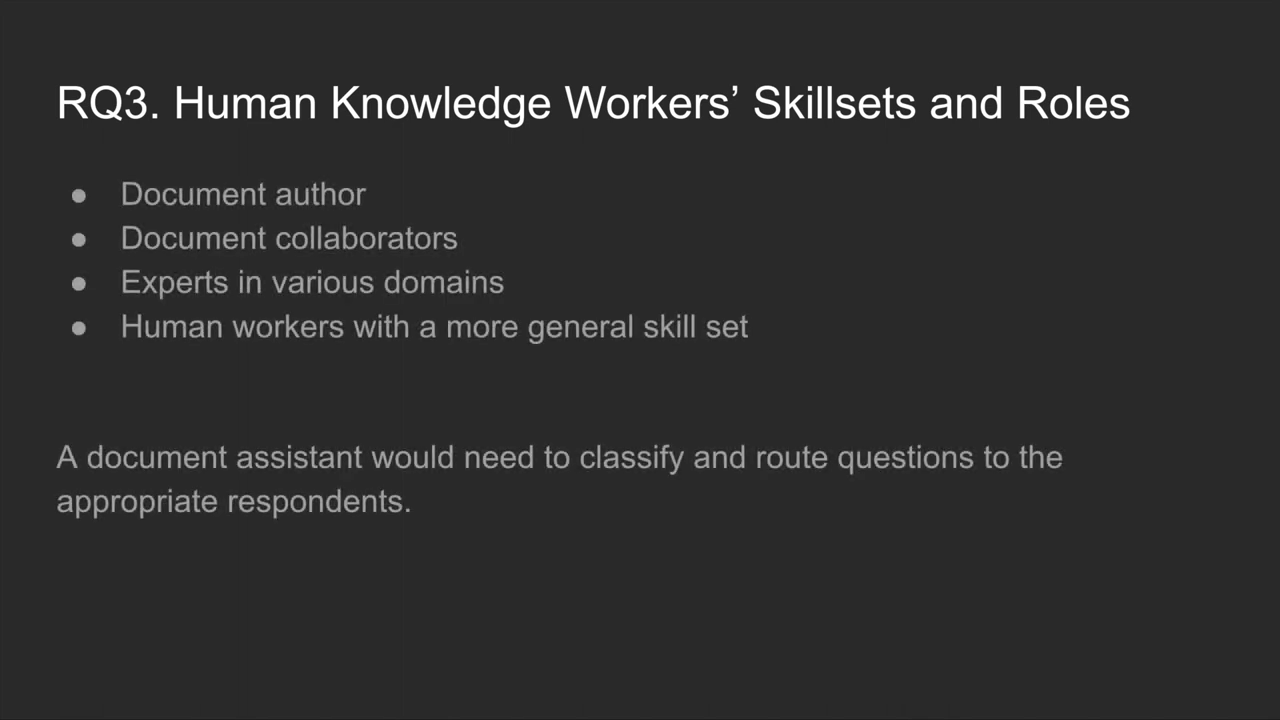 RQ3. Human Knowledge Workers’ Skillsets and Roles
● Document author
● Document collaborators
● Experts in various domains
● Human workers with a more general skill set
A document assistant would need to classify and route questions to the
appropriate respondents.